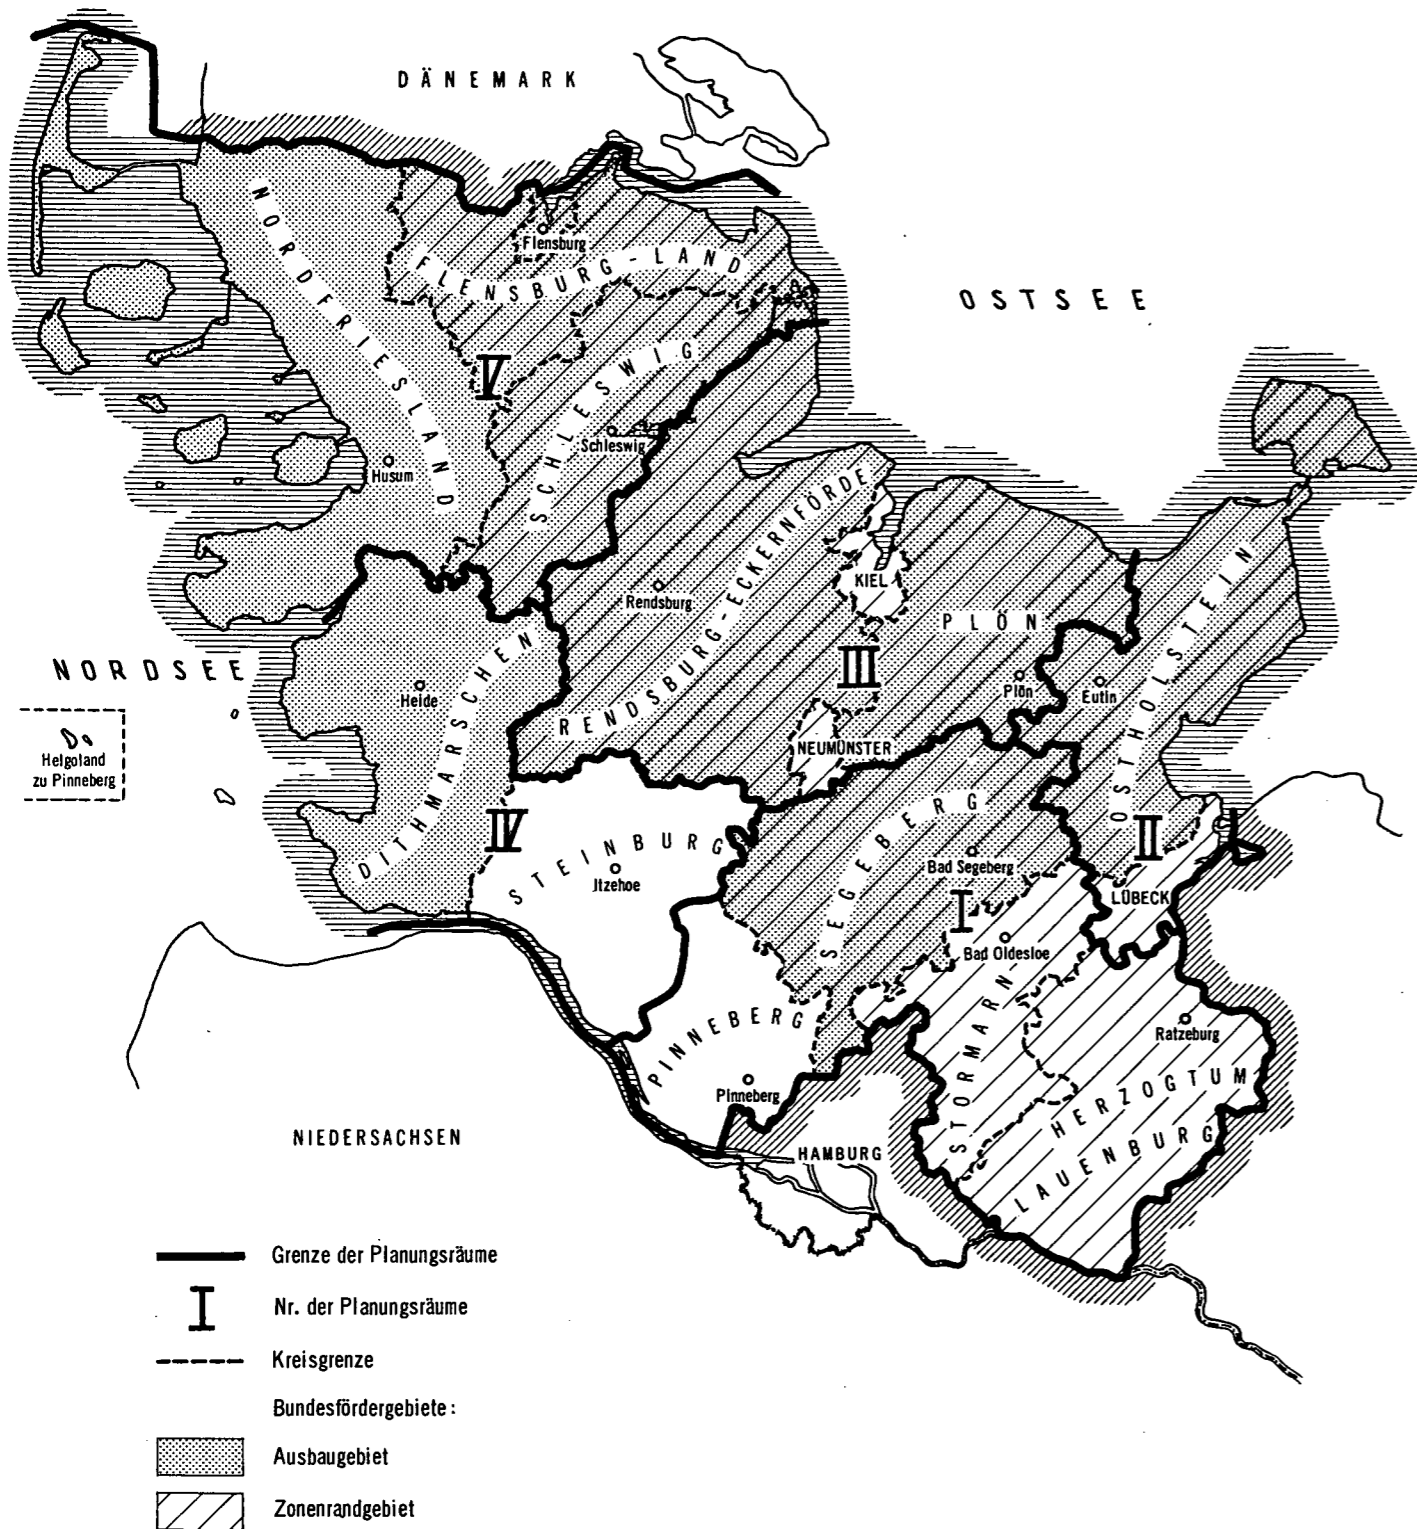 DÄNEMARK
NORDFRIESLAND
Flensburg
FLENSBURG-LAND
OSTSEE
V
SCHLESWIG
Schleswig
Husum
RENDSBURG-ECKERNFÖRDE
KIEL
Rendsburg
PLÖN
OSTHOLSTEIN
III
NORDSEE
Heide
Plön
Eutin
DITHMARSCHEN
NEUMÜNSTER
Helgoland
zu Pinneberg
IV
STEINBURG
Jtzehoe
SEGEBERG
II
Bad Segeberg
LÜBECK
I
Bad Oldesloe
STORMARN
Ratzeburg
PINNEBERG
Pinneberg
HERZOGTUM
LAUENBURG
HAMBURG
NIEDERSACHSEN
Grenze der Planungsräume
I Nr. der Planungsräume
Kreisgrenze
Bundesfördergebiete:
Ausbaugebiet
Zonenrandgebiet